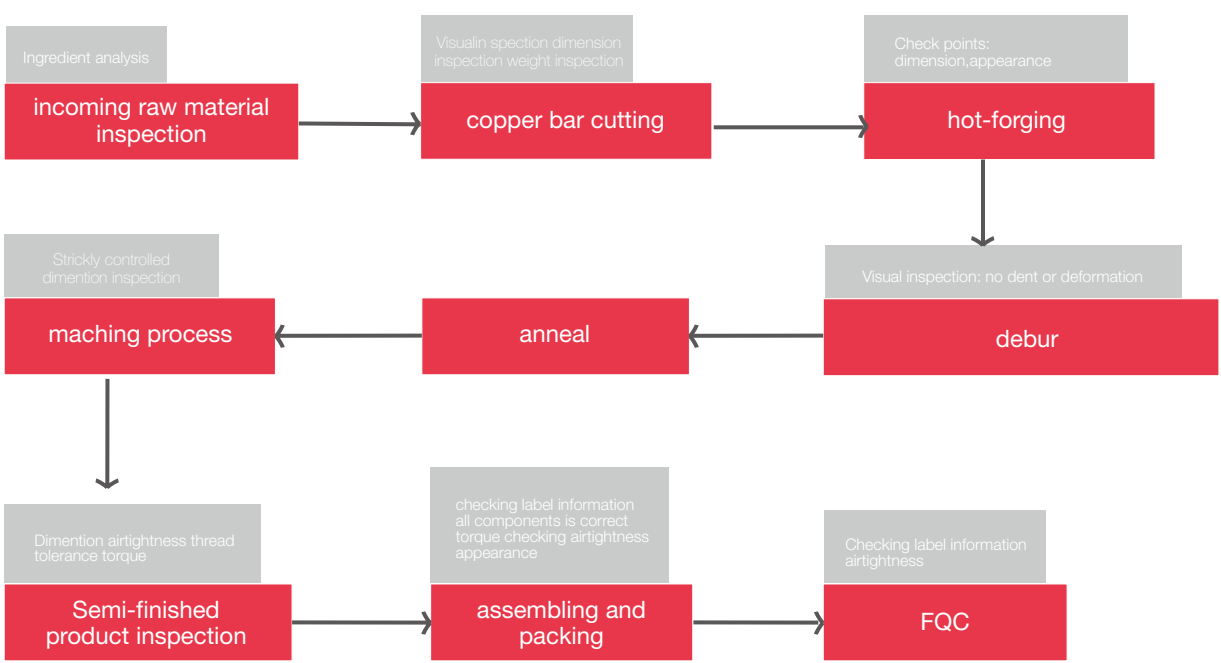 Ingredient analysis
incoming raw material
inspection
Visualin spection dimension
inspection weight inspection
copper bar cutting
Check points:
dimension,appearance
hot-forging
Visual inspection: no dent or deformation
debur
anneal
Strickly controlled
dimention inspection
maching process
Dimention airtightness thread
tolerance torque
Semi-finished
product inspection
checking label information
all components is correct
torque checking airtightness
appearance
assembling and
packing
Checking label information
airtightness
FQC